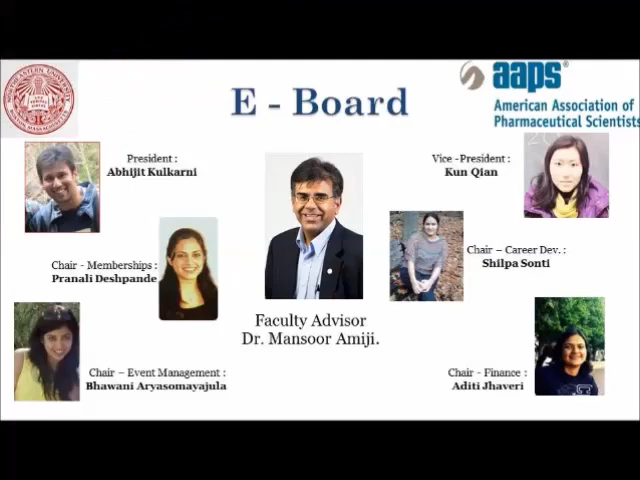 E - Board
aaps®
American Association of
Pharmaceutical Scientists
President :
Abhijit Kulkarni
Vice -President :
Kun Qian
Chair - Memberships :
Pranali Deshpande
Chair – Career Dev. :
Shilpa Sonti
Faculty Advisor
Dr. Mansoor Amiji.
Chair – Event Management :
Bhawani Aryasomayajula
Chair - Finance :
Aditi Jhaveri